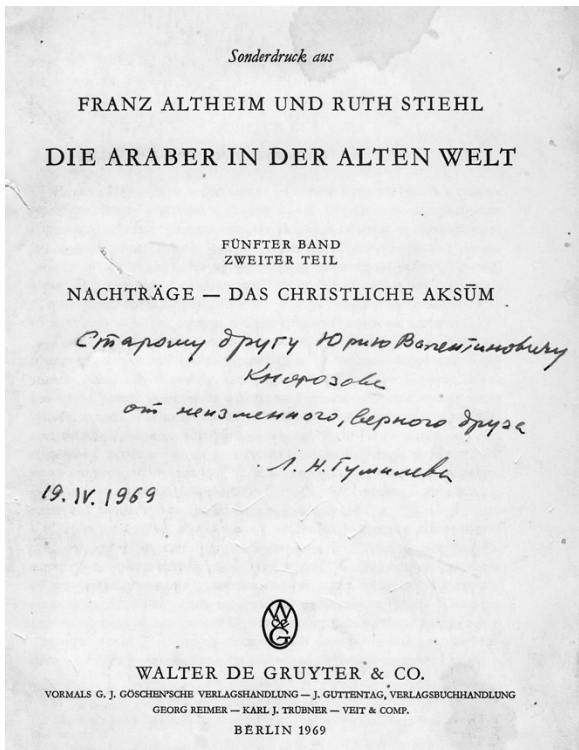 Sonderdruck aus
FRANZ ALTHEIM UND RUTH STIEHL
DIE ARABER IN DER ALTEN WELT
FÜNFTER BAND
ZWEITER TEIL
NACHTRÄGE — DAS CHRISTLICHE AKSŪM
Старому другу Юрию Валентиновичу
Кнорозову
от неизменного, верного друга
Л. Н. Гумилева
19. IV. 1969
W de G
WALTER DE GRUYTER & CO.
VORMALS G. J. GÖSCHEN'SCHE VERLAGSHANDLUNG — J. GUTTENTAG, VERLAGSBUCHHANDLUNG
GEORG REIMER — KARL J. TRÜBNER — VEIT & COMP.
BERLIN 1969